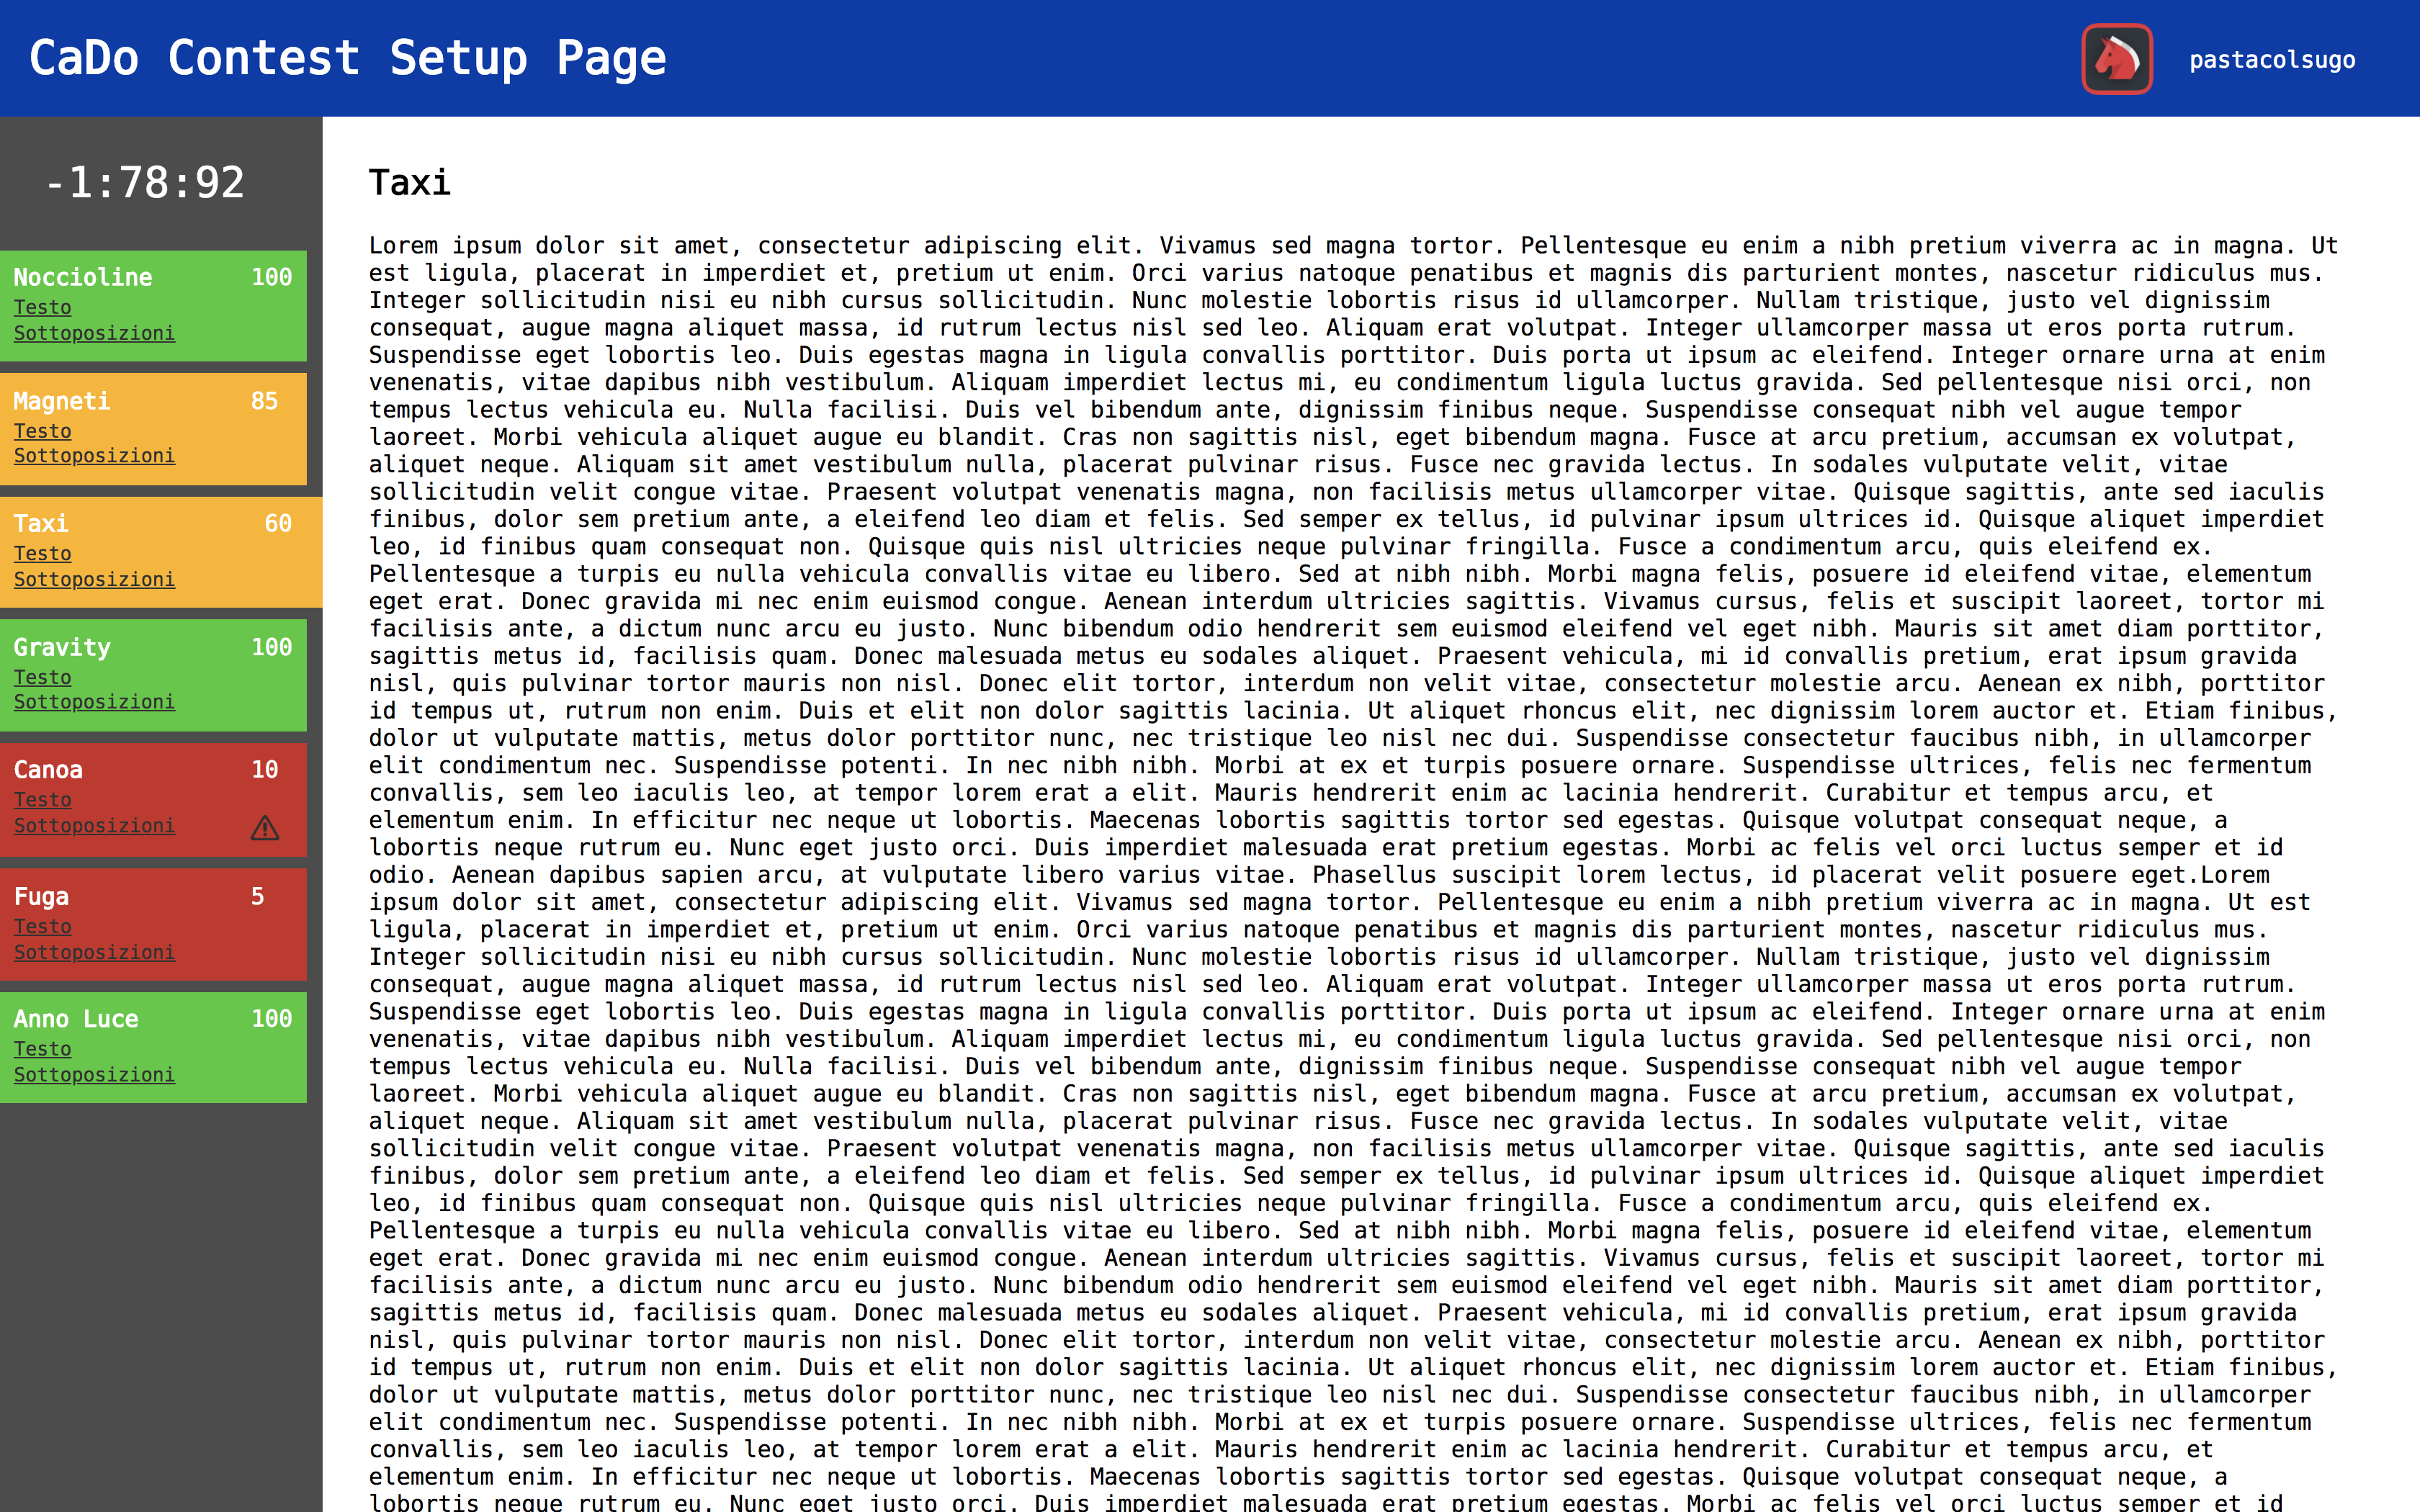 CaDo Contest Setup Page
pastacolsugo
-1:78:92
Noccioline 100
Testo
Sottoposizioni
Magneti 85
Testo
Sottoposizioni
Taxi 60
Testo
Sottoposizioni
Gravity 100
Testo
Sottoposizioni
Canoa 10
Testo
Sottoposizioni
Fuga 5
Testo
Sottoposizioni
Anno Luce 100
Testo
Sottoposizioni
Taxi
Lorem ipsum dolor sit amet, consectetur adipiscing elit. Vivamus sed magna tortor. Pellentesque eu enim a nibh pretium viverra ac in magna. Ut
est ligula, placerat in imperdiet et, pretium ut enim. Orci varius natoque penatibus et magnis dis parturient montes, nascetur ridiculus mus.
Integer sollicitudin nisi eu nibh cursus sollicitudin. Nunc molestie lobortis risus id ullamcorper. Nullam tristique, justo vel dignissim
consequat, augue magna aliquet massa, id rutrum lectus nisl sed leo. Aliquam erat volutpat. Integer ullamcorper massa ut eros porta rutrum.
Suspendisse eget lobortis leo. Duis egestas magna in ligula convallis porttitor. Duis porta ut ipsum ac eleifend. Integer ornare urna at enim
venenatis, vitae dapibus nibh vestibulum. Aliquam imperdiet lectus mi, eu condimentum ligula luctus gravida. Sed pellentesque nisi orci, non
tempus lectus vehicula eu. Nulla facilisi. Duis vel bibendum ante, dignissim finibus neque. Suspendisse consequat nibh vel augue tempor
laoreet. Morbi vehicula aliquet augue eu blandit. Cras non sagittis nisl, eget bibendum magna. Fusce at arcu pretium, accumsan ex volutpat,
aliquet neque. Aliquam sit amet vestibulum nulla, placerat pulvinar risus. Fusce nec gravida lectus. In sodales vulputate velit, vitae
sollicitudin velit congue vitae. Praesent volutpat venenatis magna, non facilisis metus ullamcorper vitae. Quisque sagittis, ante sed iaculis
finibus, dolor sem pretium ante, a eleifend leo diam et felis. Sed semper ex tellus, id pulvinar ipsum ultrices id. Quisque aliquet imperdiet
leo, id finibus quam consequat non. Quisque quis nisl ultricies neque pulvinar fringilla. Fusce a condimentum arcu, quis eleifend ex.
Pellentesque a turpis eu nulla vehicula convallis vitae eu libero. Sed at nibh nibh. Morbi magna felis, posuere id eleifend vitae, elementum
eget erat. Donec gravida mi nec enim euismod congue. Aenean interdum ultricies sagittis. Vivamus cursus, felis et suscipit laoreet, tortor mi
facilisis ante, a dictum nunc arcu eu justo. Nunc bibendum odio hendrerit sem euismod eleifend vel eget nibh. Mauris sit amet diam porttitor,
sagittis metus id, facilisis quam. Donec malesuada metus eu sodales aliquet. Praesent vehicula, mi id convallis pretium, erat ipsum gravida
nisl, quis pulvinar tortor mauris non nisl. Donec elit tortor, interdum non velit vitae, consectetur molestie arcu. Aenean ex nibh, porttitor
id tempus ut, rutrum non enim. Duis et elit non dolor sagittis lacinia. Ut aliquet rhoncus elit, nec dignissim lorem auctor et. Etiam finibus,
dolor ut vulputate mattis, metus dolor porttitor nunc, nec tristique leo nisl nec dui. Suspendisse consectetur faucibus nibh, in ullamcorper
elit condimentum nec. Suspendisse potenti. In nec nibh nibh. Morbi at ex et turpis posuere ornare. Suspendisse ultrices, felis nec fermentum
convallis, sem leo iaculis leo, at tempor lorem erat a elit. Mauris hendrerit enim ac lacinia hendrerit. Curabitur et tempus arcu, et
elementum enim. In efficitur nec neque ut lobortis. Maecenas lobortis sagittis tortor sed egestas. Quisque volutpat consequat neque, a
lobortis neque rutrum eu. Nunc eget justo orci. Duis imperdiet malesuada erat pretium egestas. Morbi ac felis vel orci luctus semper et id
odio. Aenean dapibus sapien arcu, at vulputate libero varius vitae. Phasellus suscipit lorem lectus, id placerat velit posuere eget.Lorem
ipsum dolor sit amet, consectetur adipiscing elit. Vivamus sed magna tortor. Pellentesque eu enim a nibh pretium viverra ac in magna. Ut est
ligula, placerat in imperdiet et, pretium ut enim. Orci varius natoque penatibus et magnis dis parturient montes, nascetur ridiculus mus.
Integer sollicitudin nisi eu nibh cursus sollicitudin. Nunc molestie lobortis risus id ullamcorper. Nullam tristique, justo vel dignissim
consequat, augue magna aliquet massa, id rutrum lectus nisl sed leo. Aliquam erat volutpat. Integer ullamcorper massa ut eros porta rutrum.
Suspendisse eget lobortis leo. Duis egestas magna in ligula convallis porttitor. Duis porta ut ipsum ac eleifend. Integer ornare urna at enim
venenatis, vitae dapibus nibh vestibulum. Aliquam imperdiet lectus mi, eu condimentum ligula luctus gravida. Sed pellentesque nisi orci, non
tempus lectus vehicula eu. Nulla facilisi. Duis vel bibendum ante, dignissim finibus neque. Suspendisse consequat nibh vel augue tempor
laoreet. Morbi vehicula aliquet augue eu blandit. Cras non sagittis nisl, eget bibendum magna. Fusce at arcu pretium, accumsan ex volutpat,
aliquet neque. Aliquam sit amet vestibulum nulla, placerat pulvinar risus. Fusce nec gravida lectus. In sodales vulputate velit, vitae
sollicitudin velit congue vitae. Praesent volutpat venenatis magna, non facilisis metus ullamcorper vitae. Quisque sagittis, ante sed iaculis
finibus, dolor sem pretium ante, a eleifend leo diam et felis. Sed semper ex tellus, id pulvinar ipsum ultrices id. Quisque aliquet imperdiet
leo, id finibus quam consequat non. Quisque quis nisl ultricies neque pulvinar fringilla. Fusce a condimentum arcu, quis eleifend ex.
Pellentesque a turpis eu nulla vehicula convallis vitae eu libero. Sed at nibh nibh. Morbi magna felis, posuere id eleifend vitae, elementum
eget erat. Donec gravida mi nec enim euismod congue. Aenean interdum ultricies sagittis. Vivamus cursus, felis et suscipit laoreet, tortor mi
facilisis ante, a dictum nunc arcu eu justo. Nunc bibendum odio hendrerit sem euismod eleifend vel eget nibh. Mauris sit amet diam porttitor,
sagittis metus id, facilisis quam. Donec malesuada metus eu sodales aliquet. Praesent vehicula, mi id convallis pretium, erat ipsum gravida
nisl, quis pulvinar tortor mauris non nisl. Donec elit tortor, interdum non velit vitae, consectetur molestie arcu. Aenean ex nibh, porttitor
id tempus ut, rutrum non enim. Duis et elit non dolor sagittis lacinia. Ut aliquet rhoncus elit, nec dignissim lorem auctor et. Etiam finibus,
dolor ut vulputate mattis, metus dolor porttitor nunc, nec tristique leo nisl nec dui. Suspendisse consectetur faucibus nibh, in ullamcorper
elit condimentum nec. Suspendisse potenti. In nec nibh nibh. Morbi at ex et turpis posuere ornare. Suspendisse ultrices, felis nec fermentum
convallis, sem leo iaculis leo, at tempor lorem erat a elit. Mauris hendrerit enim ac lacinia hendrerit. Curabitur et tempus arcu, et
elementum enim. In efficitur nec neque ut lobortis. Maecenas lobortis sagittis tortor sed egestas. Quisque volutpat consequat neque, a
lobortis neque rutrum eu. Nunc eget justo orci. Duis imperdiet malesuada erat pretium egestas. Morbi ac felis vel orci luctus semper et id